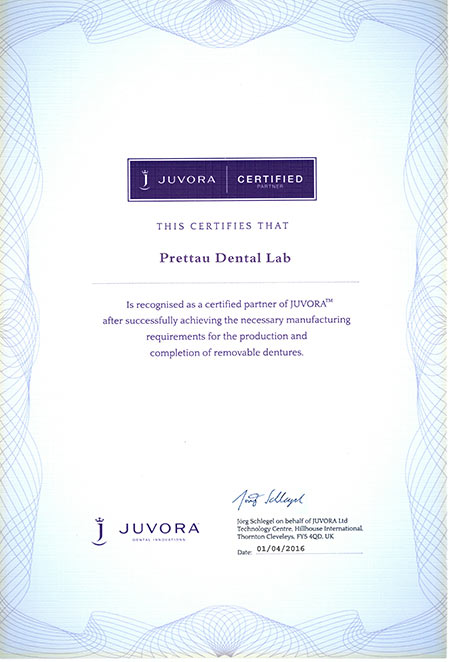 JUVORA CERTIFIED
PARTNER
THIS CERTIFIES THAT
Prettau Dental Lab
Is recognised as a certified partner of JUVORA™
after successfully achieving the necessary manufacturing
requirements for the production and
completion of removable dentures.
Jörg Schlegel
JUVORA
DENTAL INNOVATIONS
Jörg Schlegel on behalf of JUVORA Ltd
Technology Centre, Hillhouse International,
Thornton Cleveleys, FY5 4QD, UK
Date: 01/04/2016